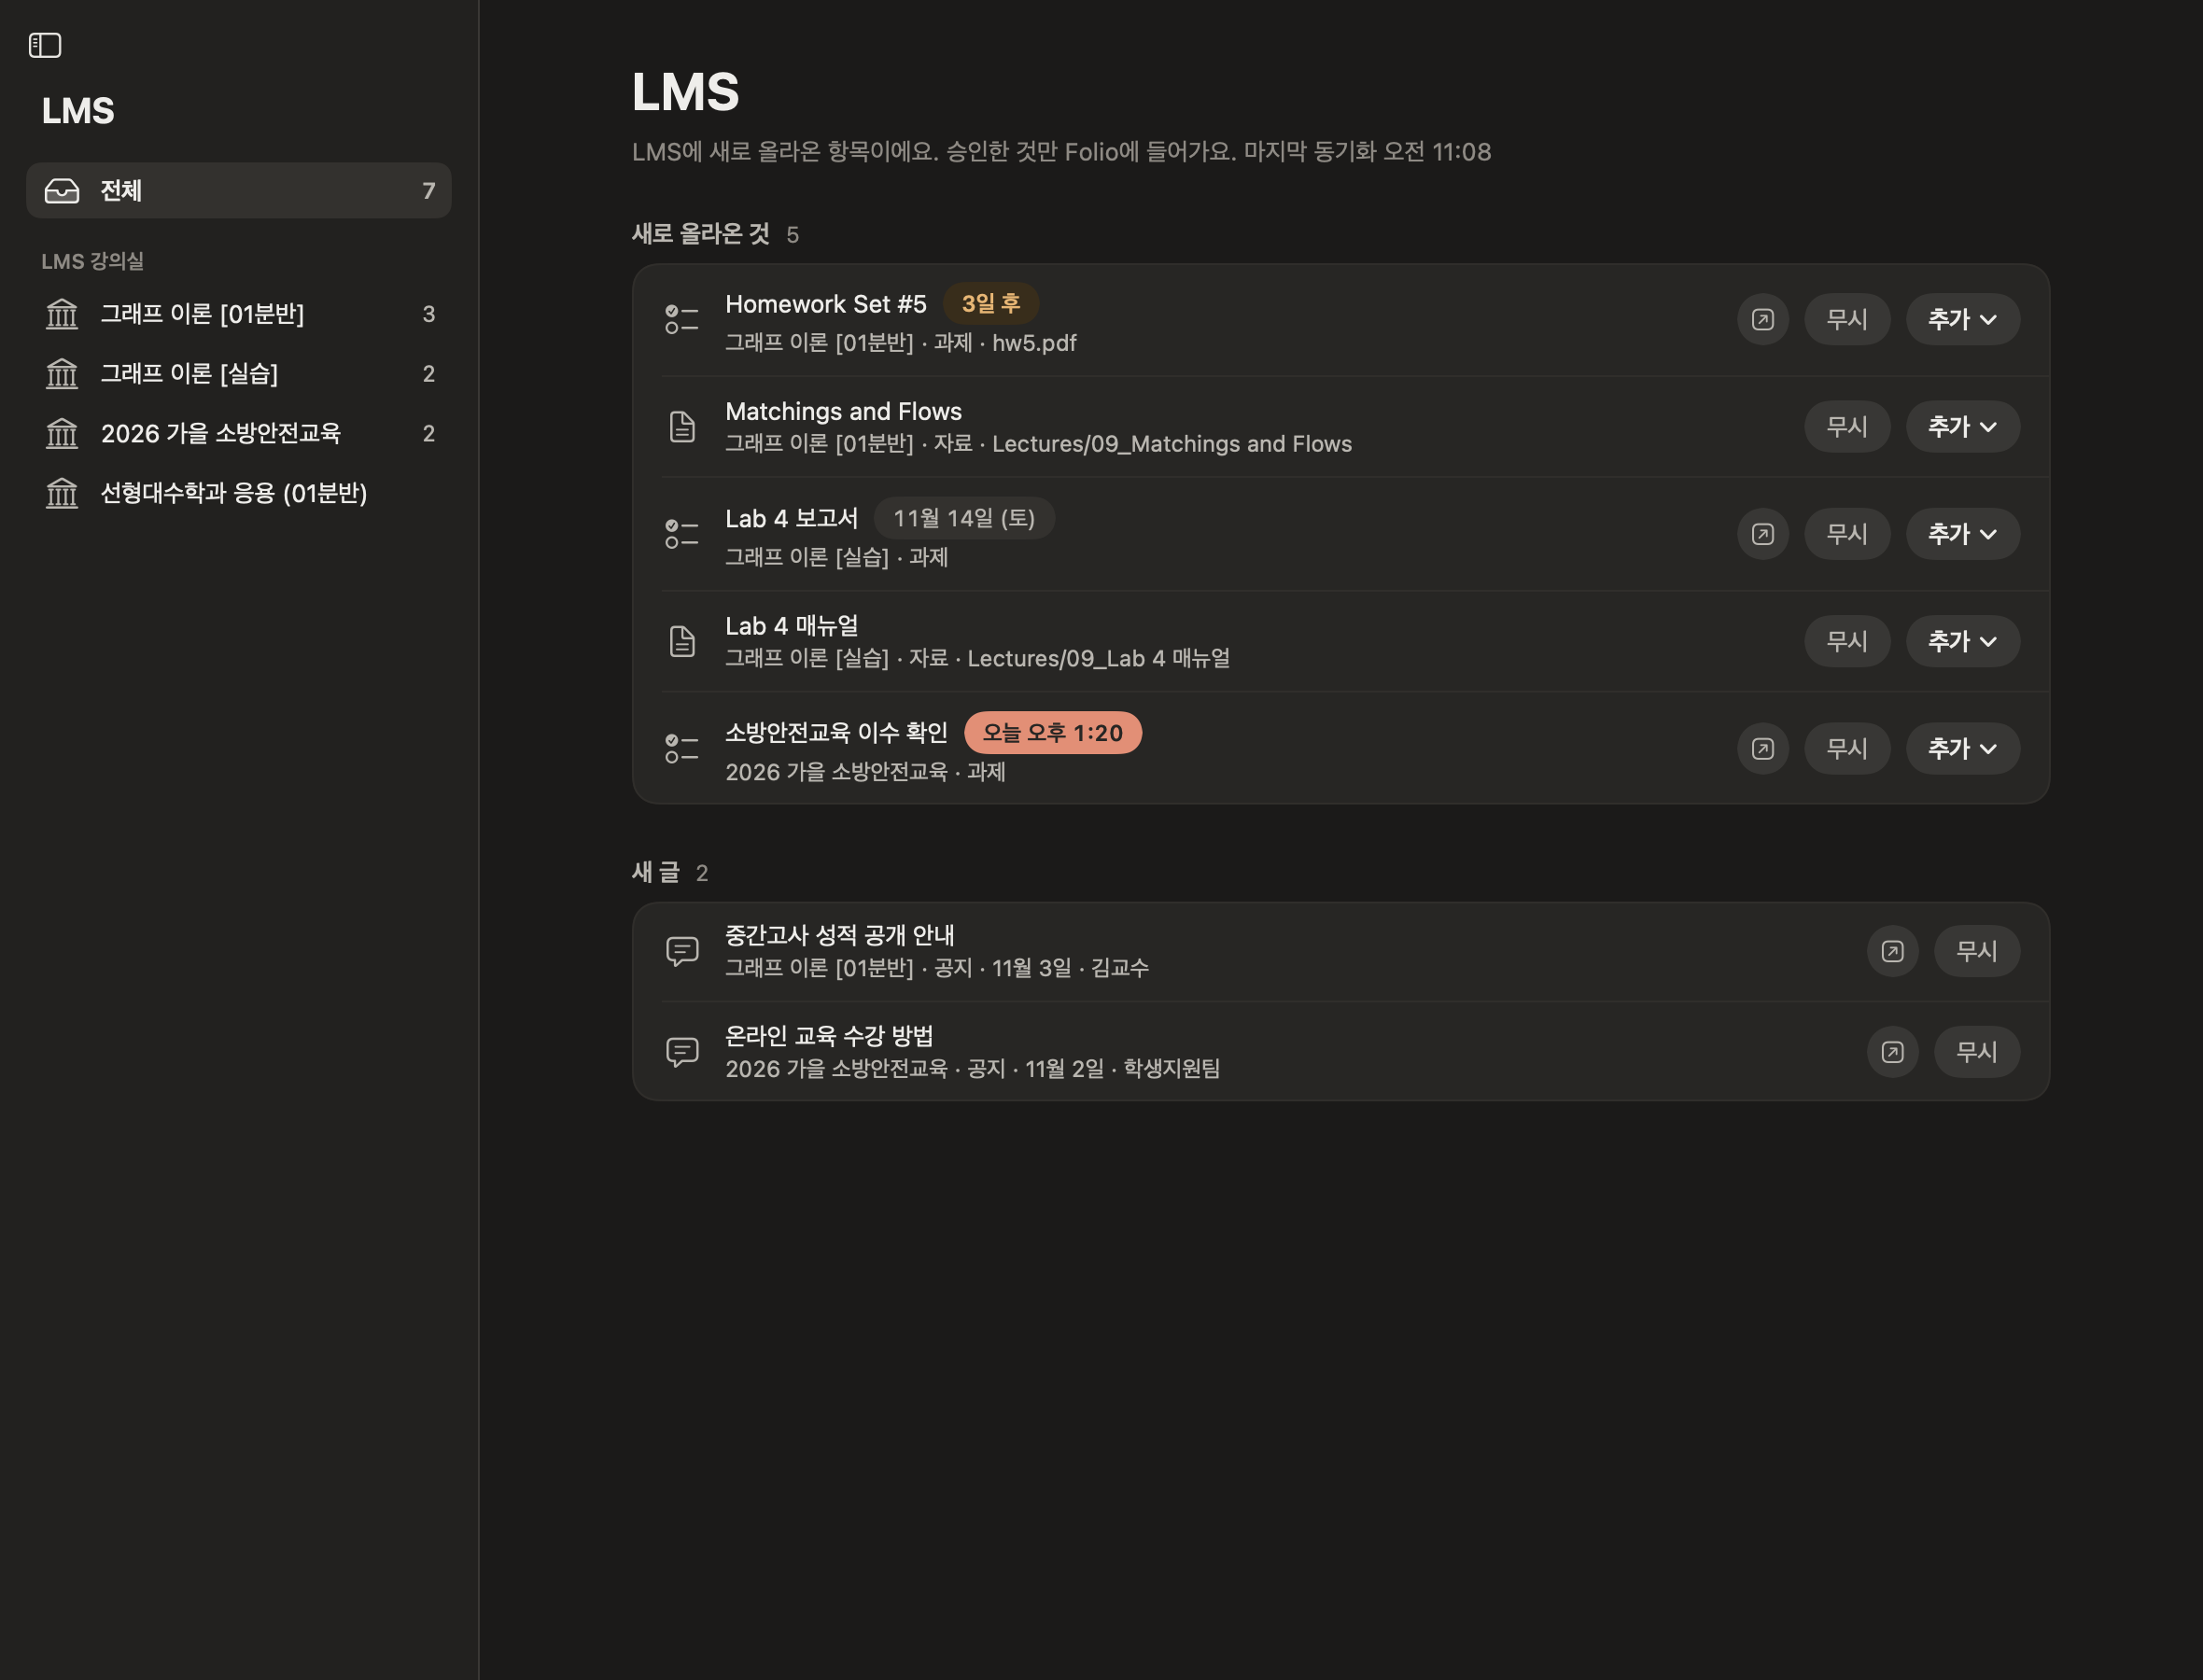 LMS
전체 7
LMS 강의실
그래프 이론 [01분반] 3
그래프 이론 [실습] 2
2026 가을 소방안전교육 2
선형대수학과 응용 (01분반)
LMS
LMS에 새로 올라온 항목이에요. 승인한 것만 Folio에 들어가요. 마지막 동기화 오전 11:08
새로 올라온 것 5
Homework Set #5 3일 후
그래프 이론 [01분반] · 과제 · hw5.pdf
무시 추가
Matchings and Flows
그래프 이론 [01분반] · 자료 · Lectures/09_Matchings and Flows
무시 추가
Lab 4 보고서 11월 14일 (토)
그래프 이론 [실습] · 과제
무시 추가
Lab 4 매뉴얼
그래프 이론 [실습] · 자료 · Lectures/09_Lab 4 매뉴얼
무시 추가
소방안전교육 이수 확인 오늘 오후 1:20
2026 가을 소방안전교육 · 과제
무시 추가
새 글 2
중간고사 성적 공개 안내
그래프 이론 [01분반] · 공지 · 11월 3일 · 김교수
무시
온라인 교육 수강 방법
2026 가을 소방안전교육 · 공지 · 11월 2일 · 학생지원팀
무시